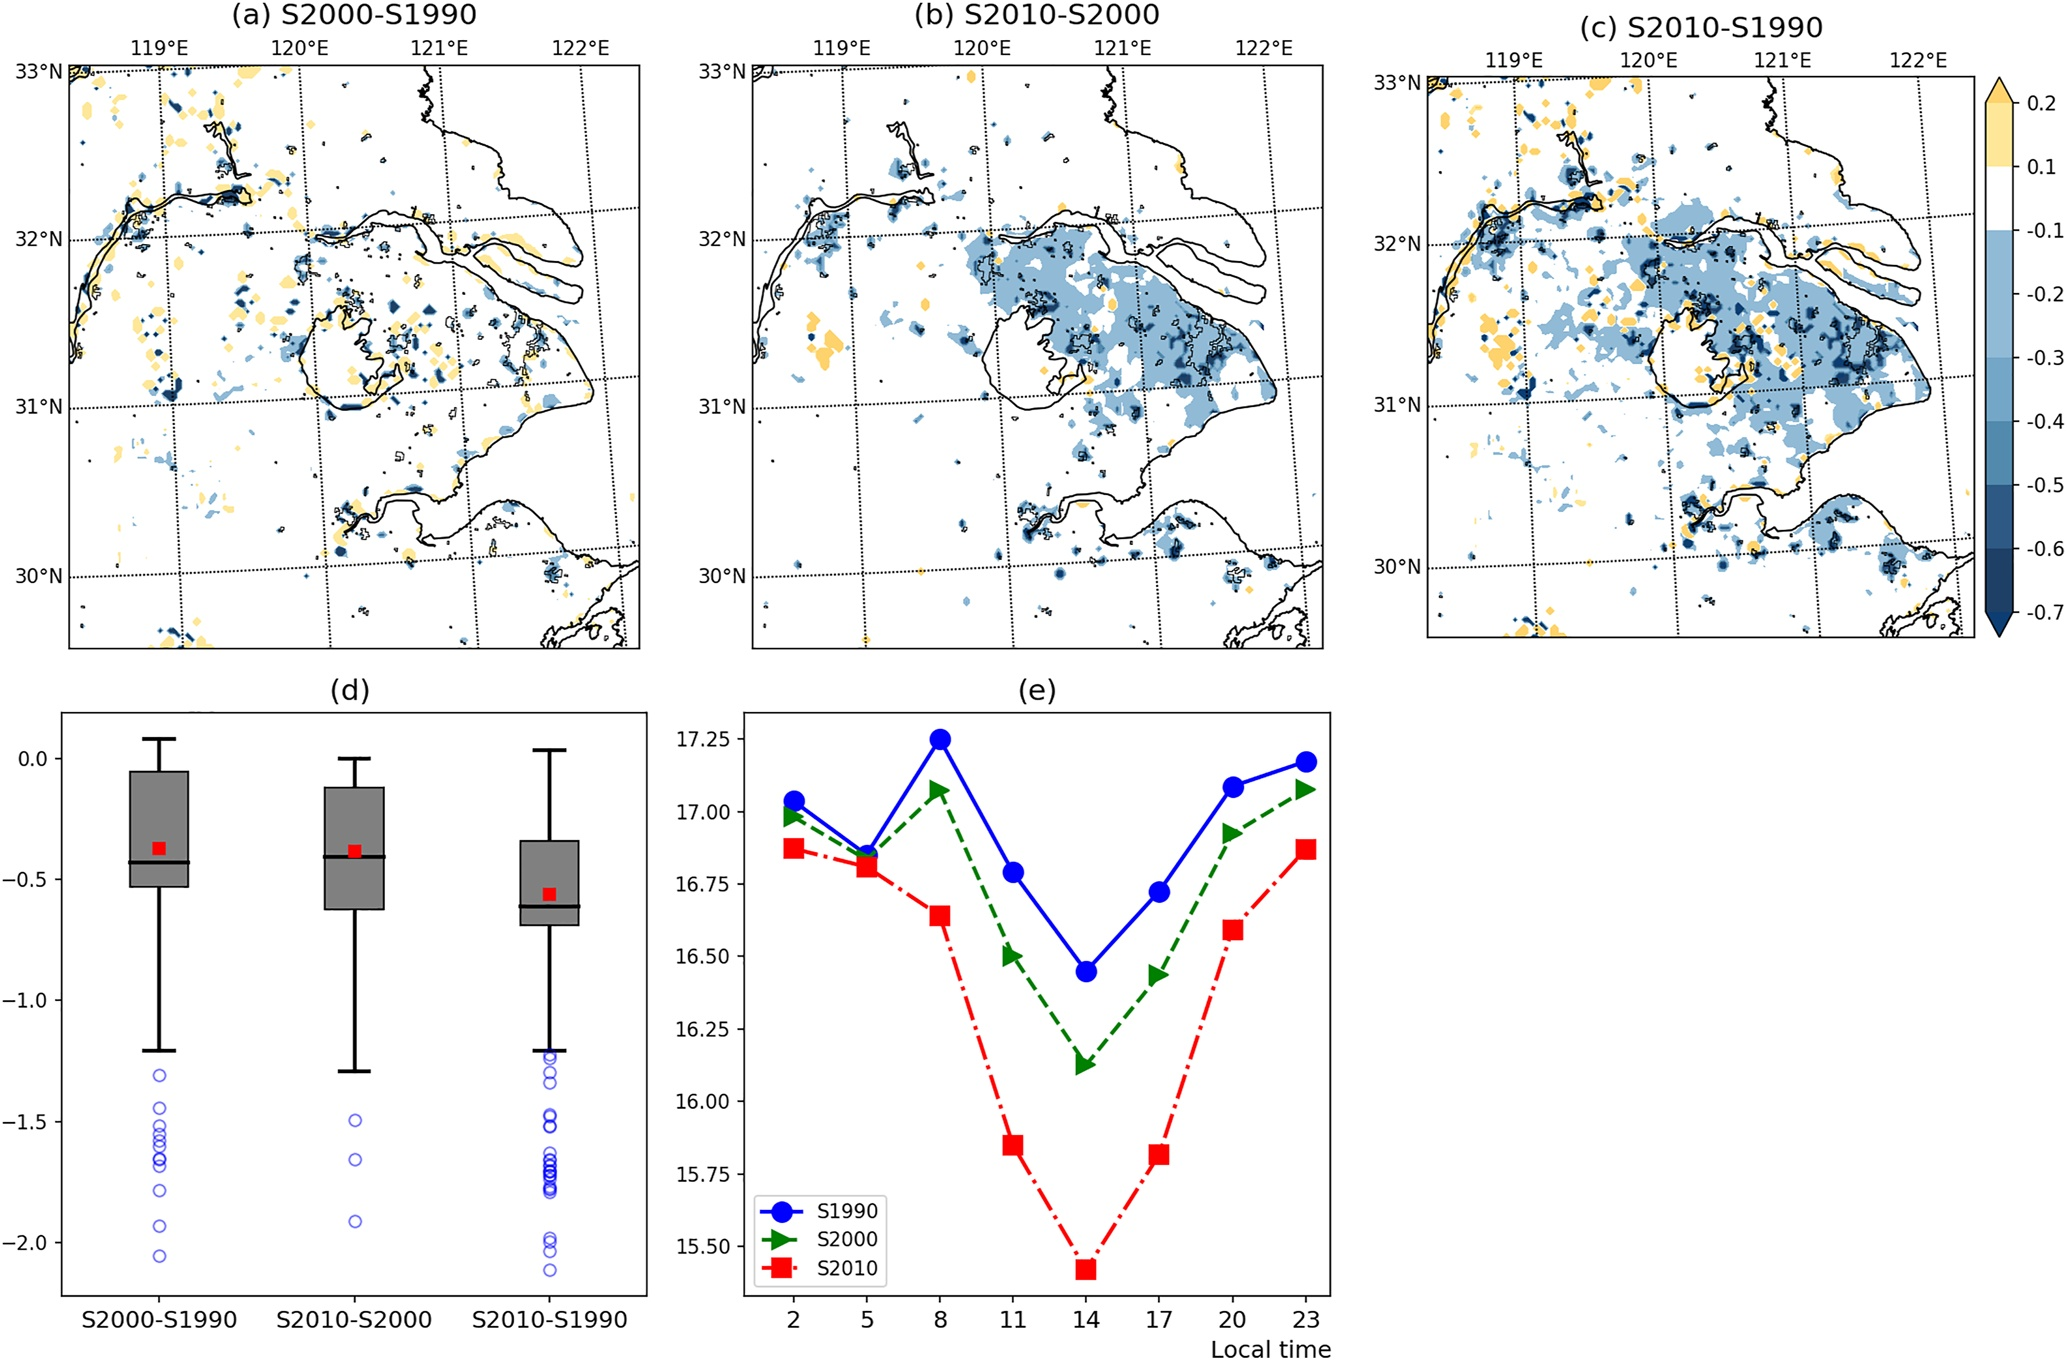 (a) S2000-S1990
119°E 120°E 121°E 122°E
33°N
32°N
31°N
30°N
(b) S2010-S2000
119°E 120°E 121°E 122°E
33°N
32°N
31°N
30°N
(c) S2010-S1990
119°E 120°E 121°E 122°E
33°N
32°N
31°N
30°N
0.2
0.1
-0.1
-0.2
-0.3
-0.4
-0.5
-0.6
-0.7
(d)
0.0
−0.5
−1.0
−1.5
−2.0
S2000-S1990 S2010-S2000 S2010-S1990
(e)
17.25
17.00
16.75
16.50
16.25
16.00
15.75
15.50
S1990
S2000
S2010
2 5 8 11 14 17 20 23
Local time